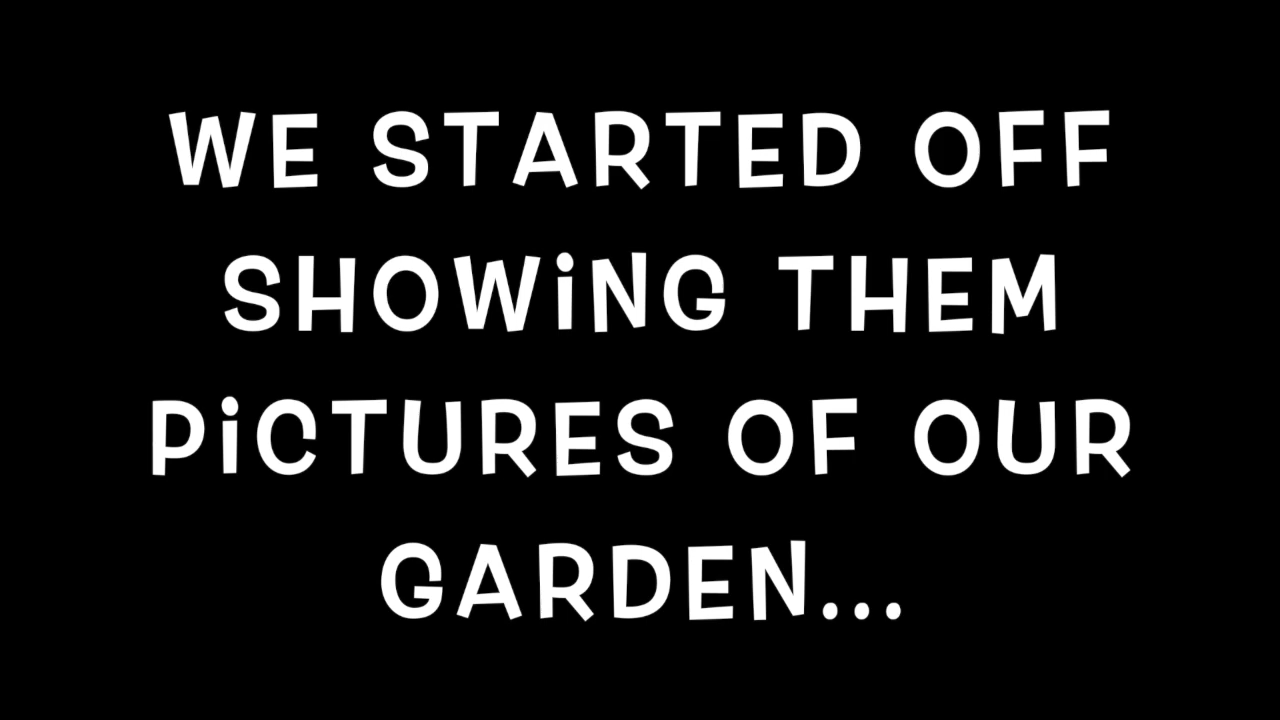 WE STARTED OFF
SHOWiNG THEM
PiCTURES OF OUR
GARDEN...